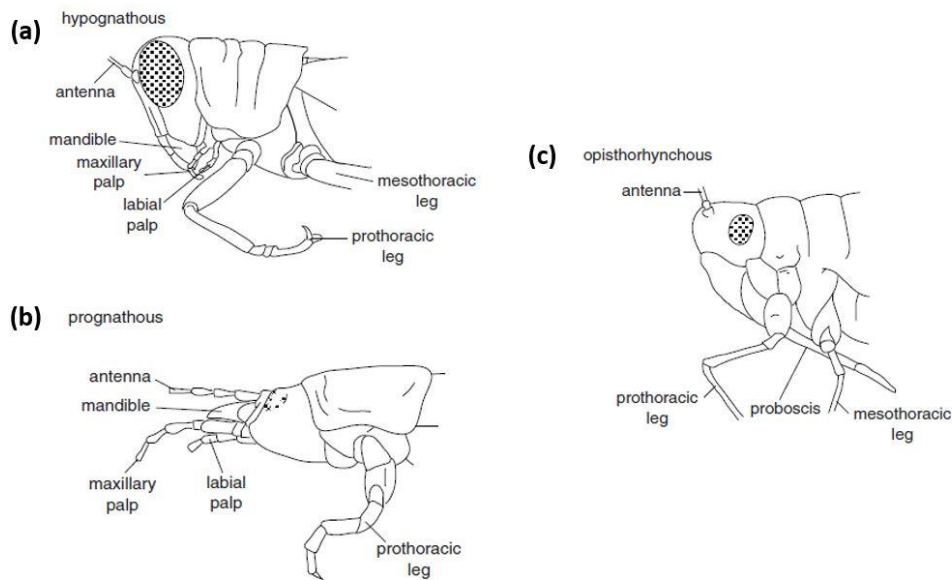 (a) hypognathous
antenna
mandible
maxillary
palp
labial
palp
mesothoracic
leg
prothoracic
leg
(b) prognathous
antenna
mandible
maxillary
palp
labial
palp
prothoracic
leg
(c) opisthorhynchous
antenna
prothoracic
leg
proboscis
mesothoracic
leg